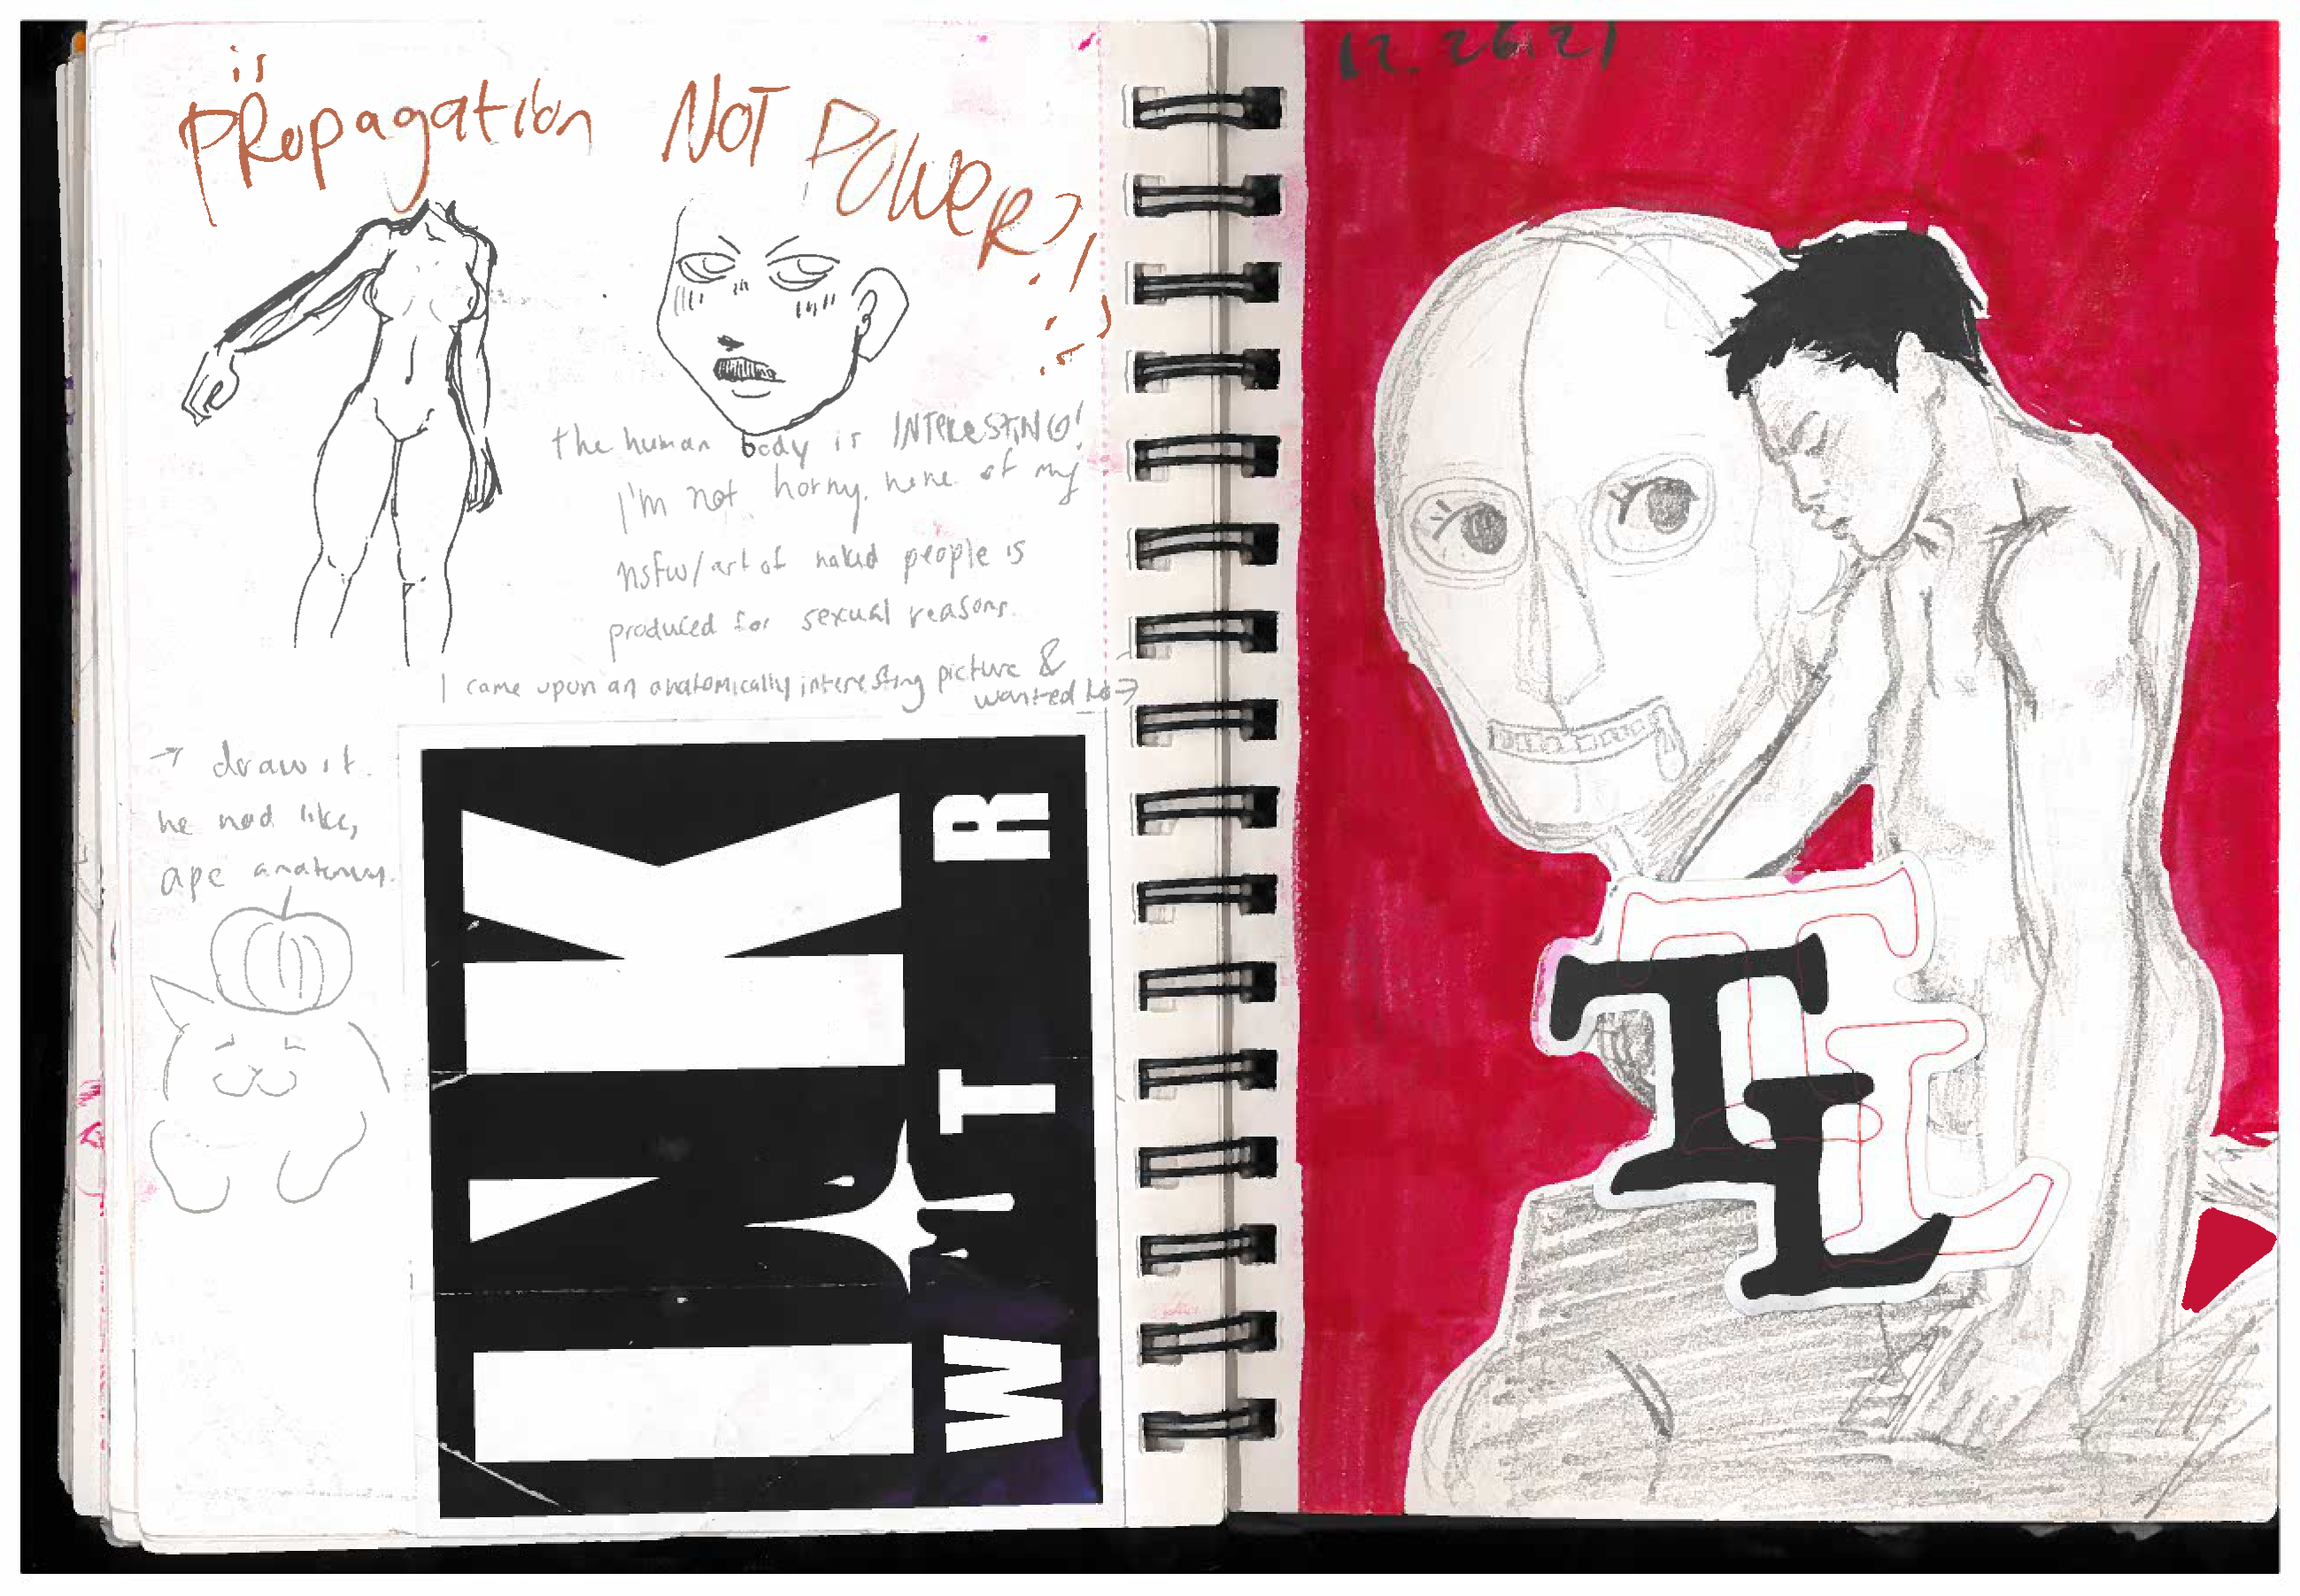 is
PROpagation NOT POWER?!
the human body is INTERESTING!
I'm not horny. none of my
nsfw/art of naked people is
produced for sexual reasons.
I came upon an anatomically interesting picture &
wanted to →
→ draw it.
he had like,
ape anatomy.
INK
WTR
12.26.21
TL
TL